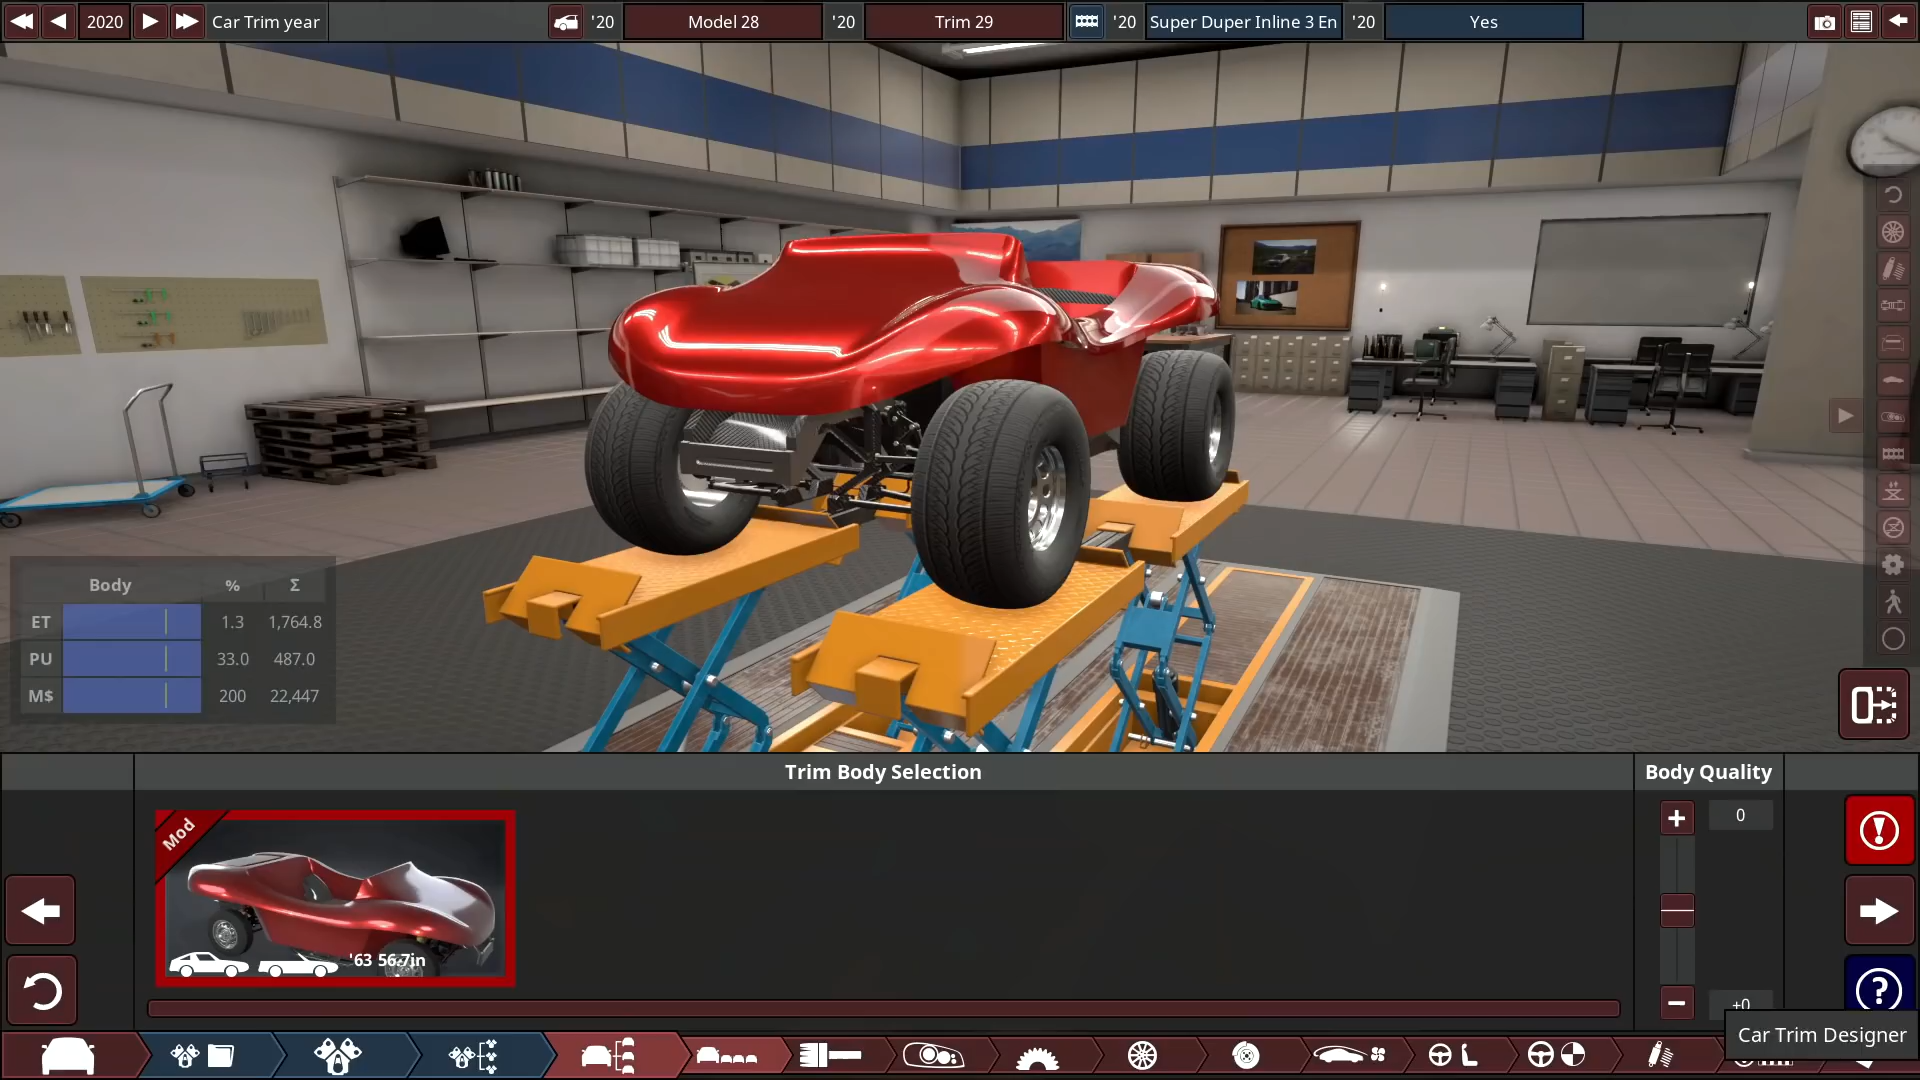 2020 Car Trim year '20 Model 28 '20 Trim 29 '20 Super Duper Inline 3 En '20 Yes
Body % Σ
ET 1.3 1,764.8
PU 33.0 487.0
M$ 200 22,447
Trim Body Selection
Body Quality
Mod
'63 56.7in
0
±0
Car Trim Designer